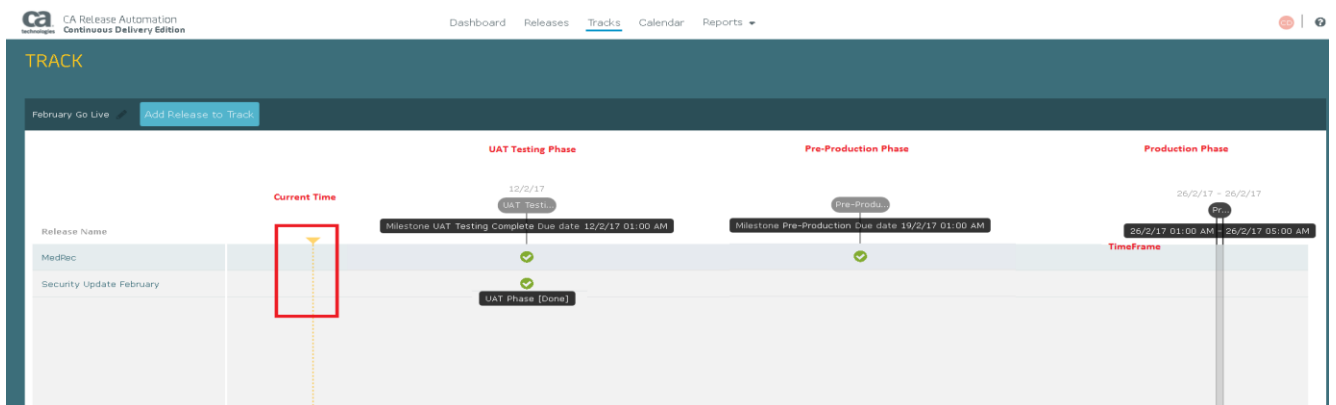 ca
technologies
CA Release Automation
Continuous Delivery Edition
Dashboard Releases Tracks Calendar Reports
CD
?
TRACK
February Go Live
Add Release to Track
UAT Testing Phase
Pre-Production Phase
Production Phase
12/2/17
26/2/17 - 26/2/17
Current Time
UAT Testi...
Pre-Produ...
Pr...
Milestone UAT Testing Complete Due date 12/2/17 01:00 AM
Milestone Pre-Production Due date 19/2/17 01:00 AM
26/2/17 01:00 AM - 26/2/17 05:00 AM
Release Name
TimeFrame
MedRec
Security Update February
UAT Phase [Done]